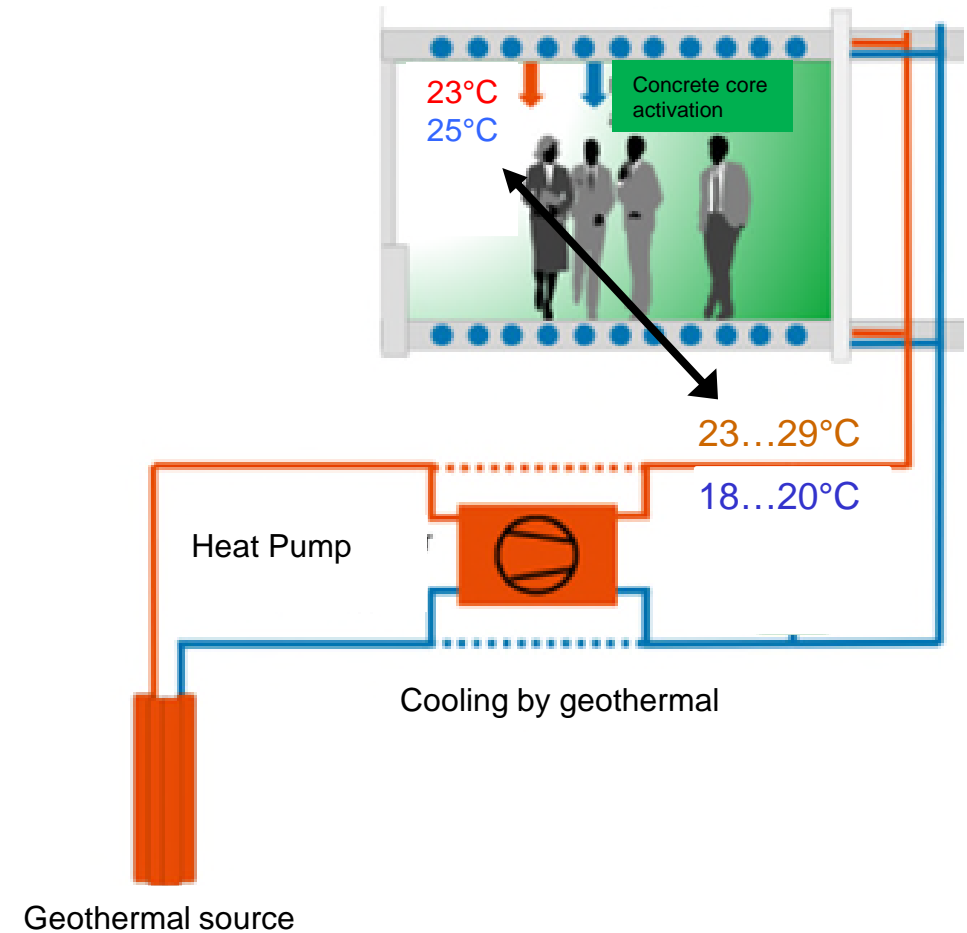 23°C
25°C
Concrete core
activation
23…29°C
18…20°C
Heat Pump
Cooling by geothermal
Geothermal source